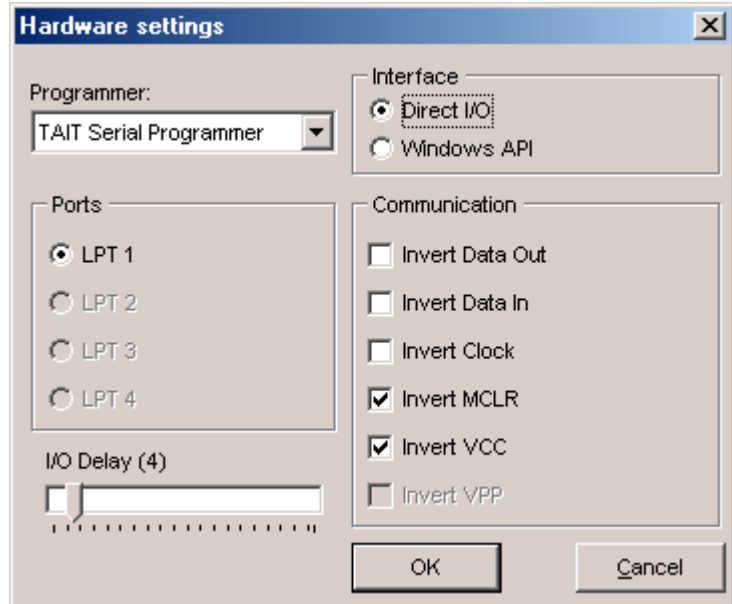 Hardware settings
Programmer:
TAIT Serial Programmer
Interface
Direct I/O
Windows API
Ports
LPT 1
LPT 2
LPT 3
LPT 4
I/O Delay (4)
Communication
Invert Data Out
Invert Data In
Invert Clock
Invert MCLR
Invert VCC
Invert VPP
OK
Cancel